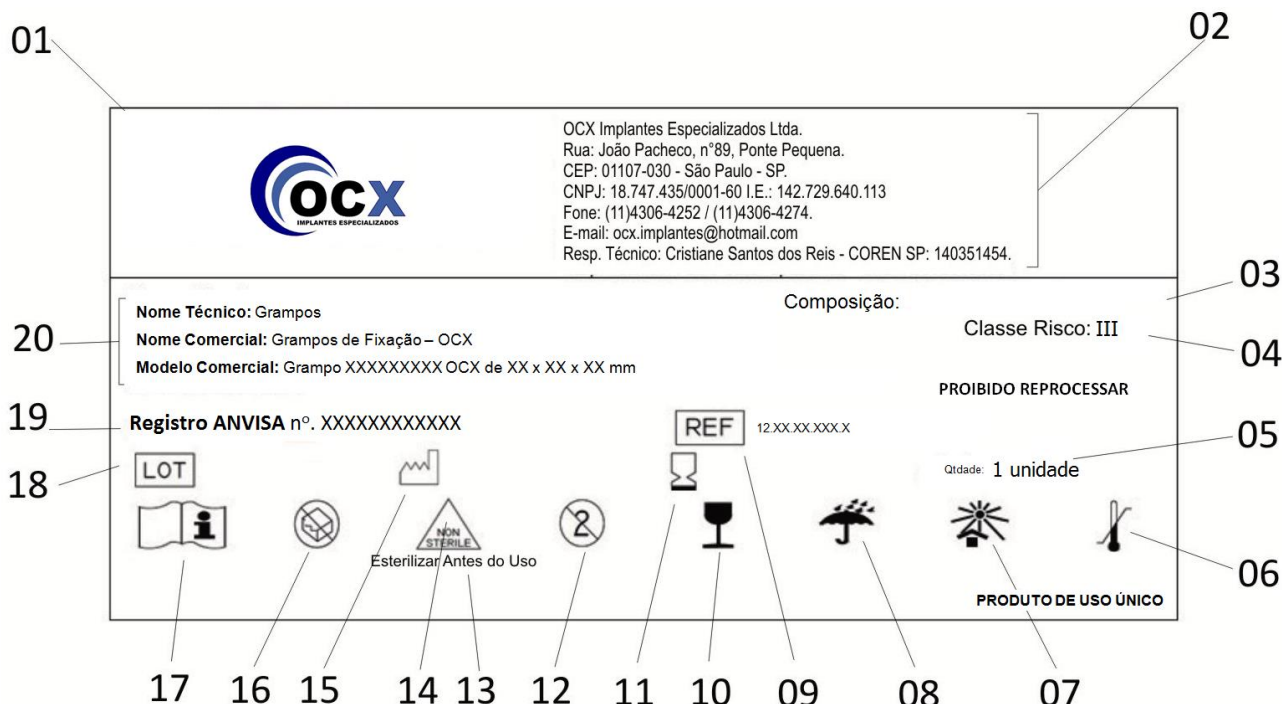 01
02
OCX
IMPLANTES ESPECIALIZADOS
OCX Implantes Especializados Ltda.
Rua: João Pacheco, n°89, Ponte Pequena.
CEP: 01107-030 - São Paulo - SP.
CNPJ: 18.747.435/0001-60 I.E.: 142.729.640.113
Fone: (11)4306-4252 / (11)4306-4274.
E-mail: ocx.implantes@hotmail.com
Resp. Técnico: Cristiane Santos dos Reis - COREN SP: 140351454.
03
Composição:
Classe Risco: III
04
20
Nome Técnico: Grampos
Nome Comercial: Grampos de Fixação – OCX
Modelo Comercial: Grampo XXXXXXXXX OCX de XX x XX x XX mm
PROIBIDO REPROCESSAR
19
Registro ANVISA nº. XXXXXXXXXXXX
REF
12.XX.XX.XXX.X
05
18
LOT
Qtdade: 1 unidade
NON
STERILE
2
Esterilizar Antes do Uso
06
PRODUTO DE USO ÚNICO
17
16
15
14
13
12
11
10
09
08
07